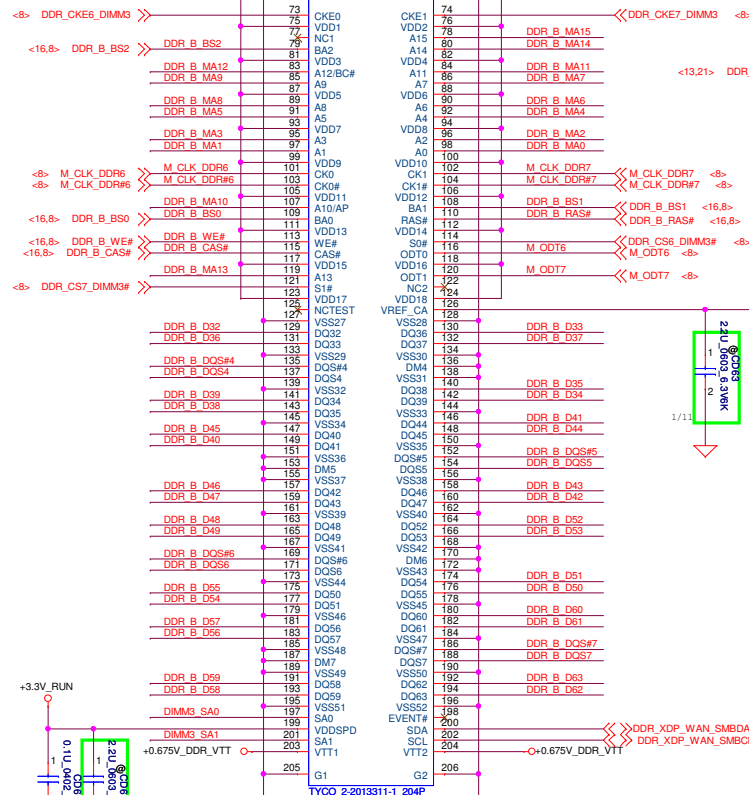 <8> DDR_CKE6_DIMM3 73 CKE0 CKE1 74 DDR_CKE7_DIMM3 <8>
75 VDD1 VDD2 76
77 NC1 A15 78 DDR_B_MA15
<16,8> DDR_B_BS2 DDR_B_BS2 79 BA2 A14 80 DDR_B_MA14
81 VDD3 VDD4 82
DDR_B_MA12 83 A12/BC# A11 84 DDR_B_MA11 <13,21> DDR_
DDR_B_MA9 85 A9 A7 86 DDR_B_MA7
87 VDD5 VDD6 88
DDR_B_MA8 89 A8 A6 90 DDR_B_MA6
DDR_B_MA5 91 A5 A4 92 DDR_B_MA4
93 VDD7 VDD8 94
DDR_B_MA3 95 A3 A2 96 DDR_B_MA2
DDR_B_MA1 97 A1 A0 98 DDR_B_MA0
99 VDD9 VDD10 100
<8> M_CLK_DDR6 M_CLK_DDR6 101 CK0 CK1 102 M_CLK_DDR7 M_CLK_DDR7 <8>
<8> M_CLK_DDR#6 M_CLK_DDR#6 103 CK0# CK1# 104 M_CLK_DDR#7 M_CLK_DDR#7 <8>
105 VDD11 VDD12 106
DDR_B_MA10 107 A10/AP BA1 108 DDR_B_BS1 DDR_B_BS1 <16,8>
<16,8> DDR_B_BS0 DDR_B_BS0 109 BA0 RAS# 110 DDR_B_RAS# DDR_B_RAS# <16,8>
111 VDD13 VDD14 112
<16,8> DDR_B_WE# DDR_B_WE# 113 WE# S0# 114 DDR_CS6_DIMM3# <8>
<16,8> DDR_B_CAS# DDR_B_CAS# 115 CAS# ODT0 116 M_ODT6 M_ODT6 <8>
117 VDD15 VDD16 118
DDR_B_MA13 119 A13 ODT1 120 M_ODT7 M_ODT7 <8>
<8> DDR_CS7_DIMM3# 121 S1# NC2 122
123 VDD17 VDD18 124
125 NCTEST VREF_CA 126
127 VSS27 VSS28 128
DDR_B_D32 129 DQ32 DQ36 130 DDR_B_D33
DDR_B_D36 131 DQ33 DQ37 132 DDR_B_D37
133 VSS29 VSS30 134
DDR_B_DQS#4 135 DQS#4 DM4 136
DDR_B_DQS4 137 DQS4 VSS31 138
139 VSS32 DQ38 140 DDR_B_D35
DDR_B_D39 141 DQ34 DQ39 142 DDR_B_D34
DDR_B_D38 143 DQ35 VSS33 144
145 VSS34 DQ44 146 DDR_B_D41
DDR_B_D45 147 DQ40 DQ45 148 DDR_B_D44
DDR_B_D40 149 DQ41 VSS35 150
151 VSS36 DQS#5 152 DDR_B_DQS#5
153 DM5 DQS5 154 DDR_B_DQS5
155 VSS37 VSS38 156
DDR_B_D46 157 DQ42 DQ46 158 DDR_B_D43
DDR_B_D47 159 DQ43 DQ47 160 DDR_B_D42
161 VSS39 VSS40 162
DDR_B_D48 163 DQ48 DQ52 164 DDR_B_D52
DDR_B_D49 165 DQ49 DQ53 166 DDR_B_D53
167 VSS41 VSS42 168
DDR_B_DQS#6 169 DQS#6 DM6 170
DDR_B_DQS6 171 DQS6 VSS43 172
173 VSS44 DQ54 174 DDR_B_D51
DDR_B_D55 175 DQ50 DQ55 176 DDR_B_D50
DDR_B_D54 177 DQ51 VSS45 178
179 VSS46 DQ60 180 DDR_B_D60
DDR_B_D57 181 DQ56 DQ61 182 DDR_B_D61
DDR_B_D56 183 DQ57 VSS47 184
185 VSS48 DQS#7 186 DDR_B_DQS#7
187 DM7 DQS7 188 DDR_B_DQS7
189 VSS49 VSS50 190
DDR_B_D59 191 DQ58 DQ62 192 DDR_B_D63
DDR_B_D58 193 DQ59 DQ63 194 DDR_B_D62
195 VSS51 VSS52 196
DIMM3_SA0 197 SA0 EVENT# 198
199 VDDSPD SDA 200 DDR_XDP_WAN_SMBDA
DIMM3_SA1 201 SA1 SCL 202 DDR_XDP_WAN_SMBC
+0.675V_DDR_VTT 203 VTT1 VTT2 204 +0.675V_DDR_VTT
205 G1 G2 206
TYCO_2-2013311-1_204P
+3.3V_RUN
1
0.1U_0402_
CD6
1
2.2U_0603_
@CD6
@CD63
2.2U_0603_6.3V6K
1
2
1/11